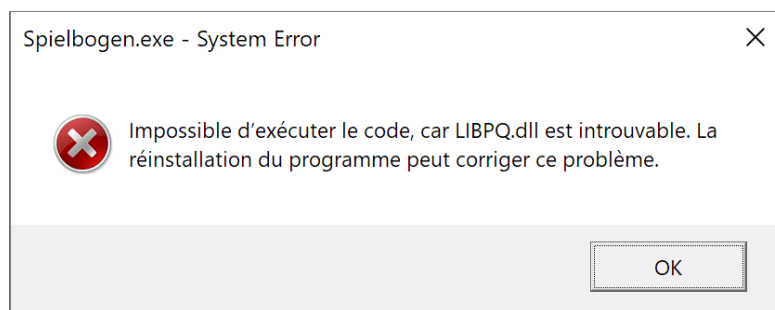 Spielbogen.exe - System Error
Impossible d’exécuter le code, car LIBPQ.dll est introuvable. La
réinstallation du programme peut corriger ce problème.
OK